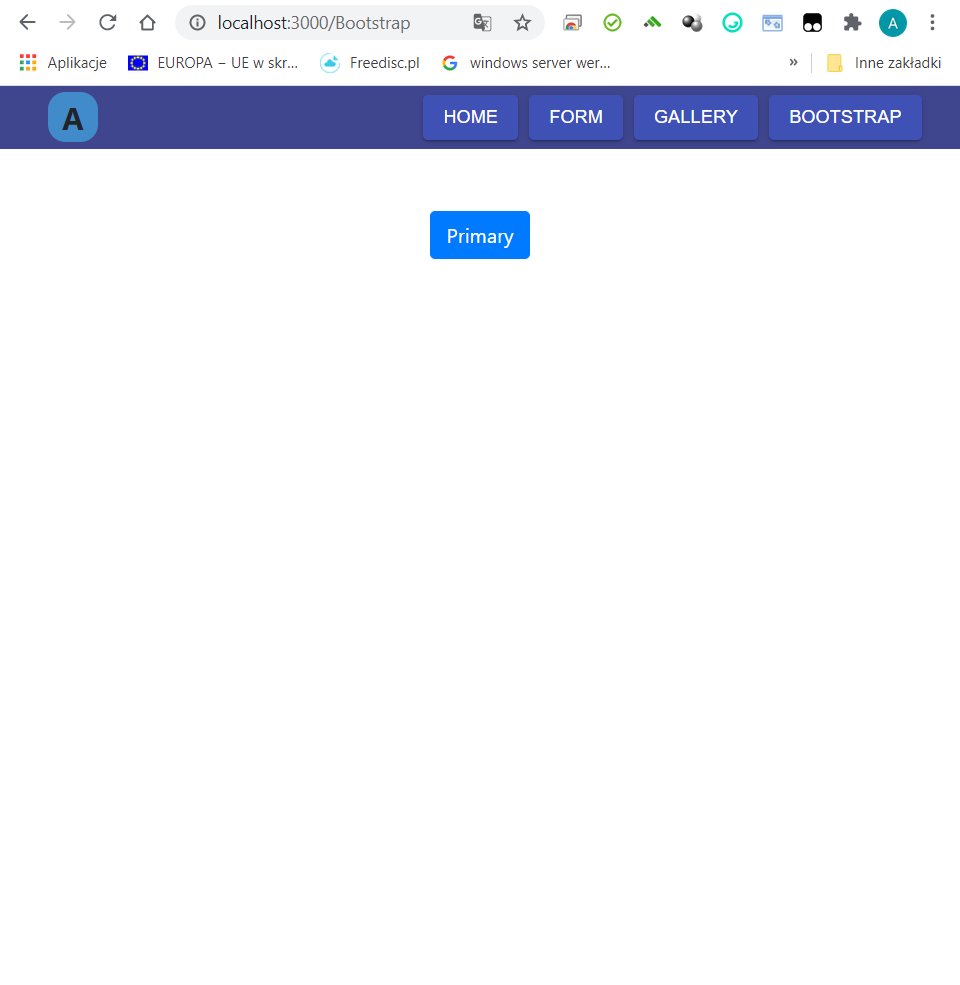 localhost:3000/Bootstrap
A
Aplikacje EUROPA – UE w skr... Freedisc.pl windows server wer... » Inne zakładki
A HOME FORM GALLERY BOOTSTRAP
Primary